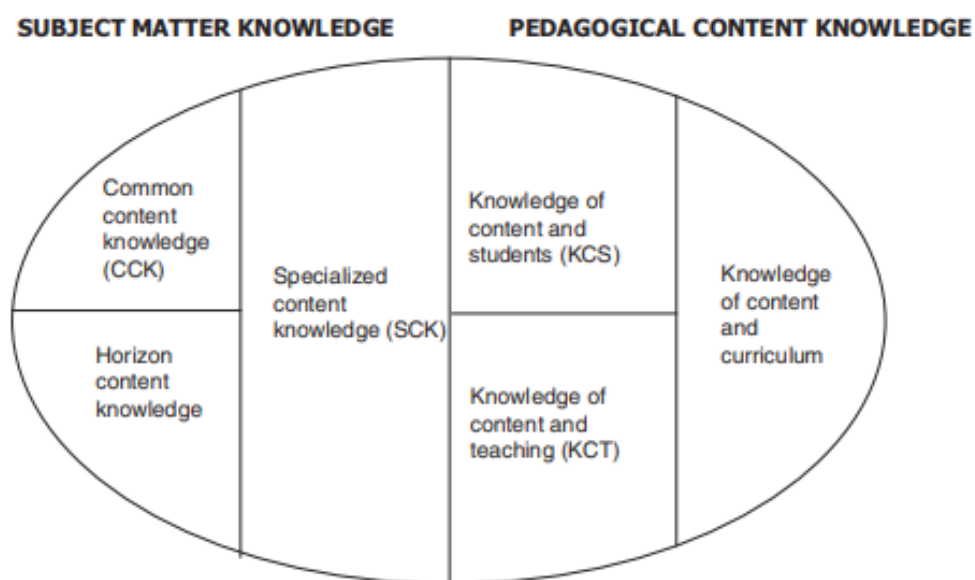 SUBJECT MATTER KNOWLEDGE
PEDAGOGICAL CONTENT KNOWLEDGE
Common
content
knowledge
(CCK)
Horizon
content
knowledge
Specialized
content
knowledge (SCK)
Knowledge of
content and
students (KCS)
Knowledge of
content and
teaching (KCT)
Knowledge
of content
and
curriculum